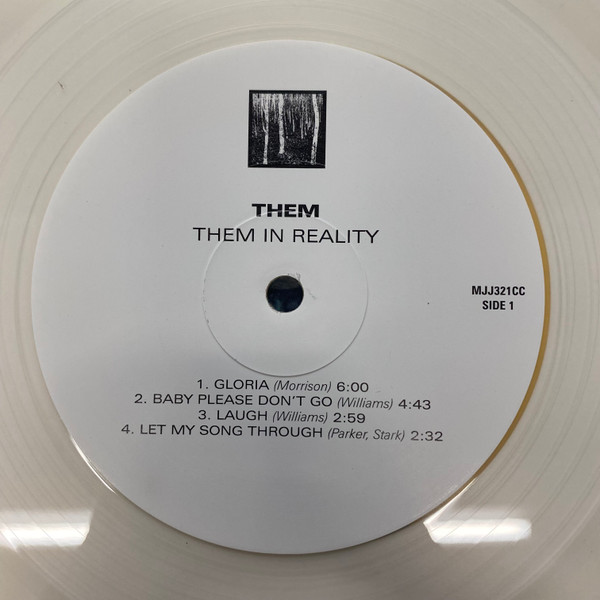 THEM
THEM IN REALITY
MJJ321CC
SIDE 1
1. GLORIA (Morrison) 6:00
2. BABY PLEASE DON'T GO (Williams) 4:43
3. LAUGH (Williams) 2:59
4. LET MY SONG THROUGH (Parker, Stark) 2:32